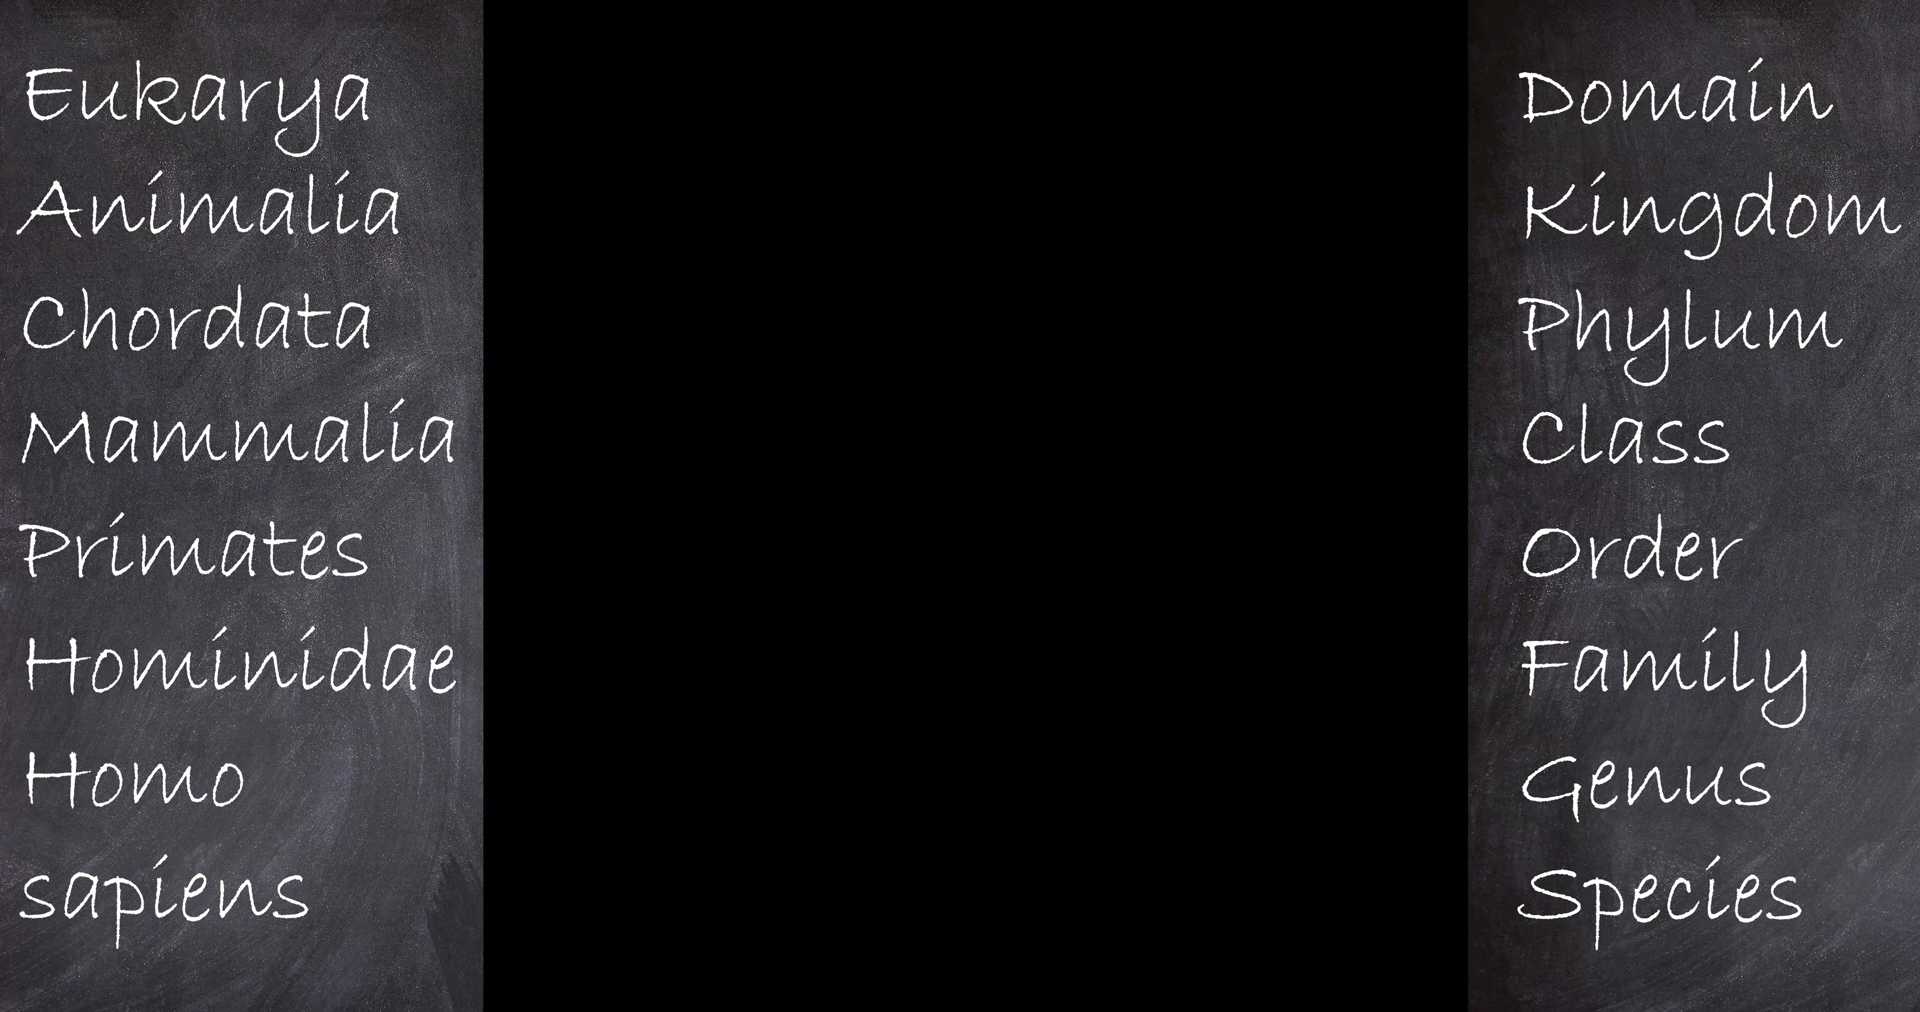 Eukarya
Animalia
Chordata
Mammalia
Primates
Hominidae
Homo
sapiens
Domain
Kingdom
Phylum
Class
Order
Family
Genus
Species